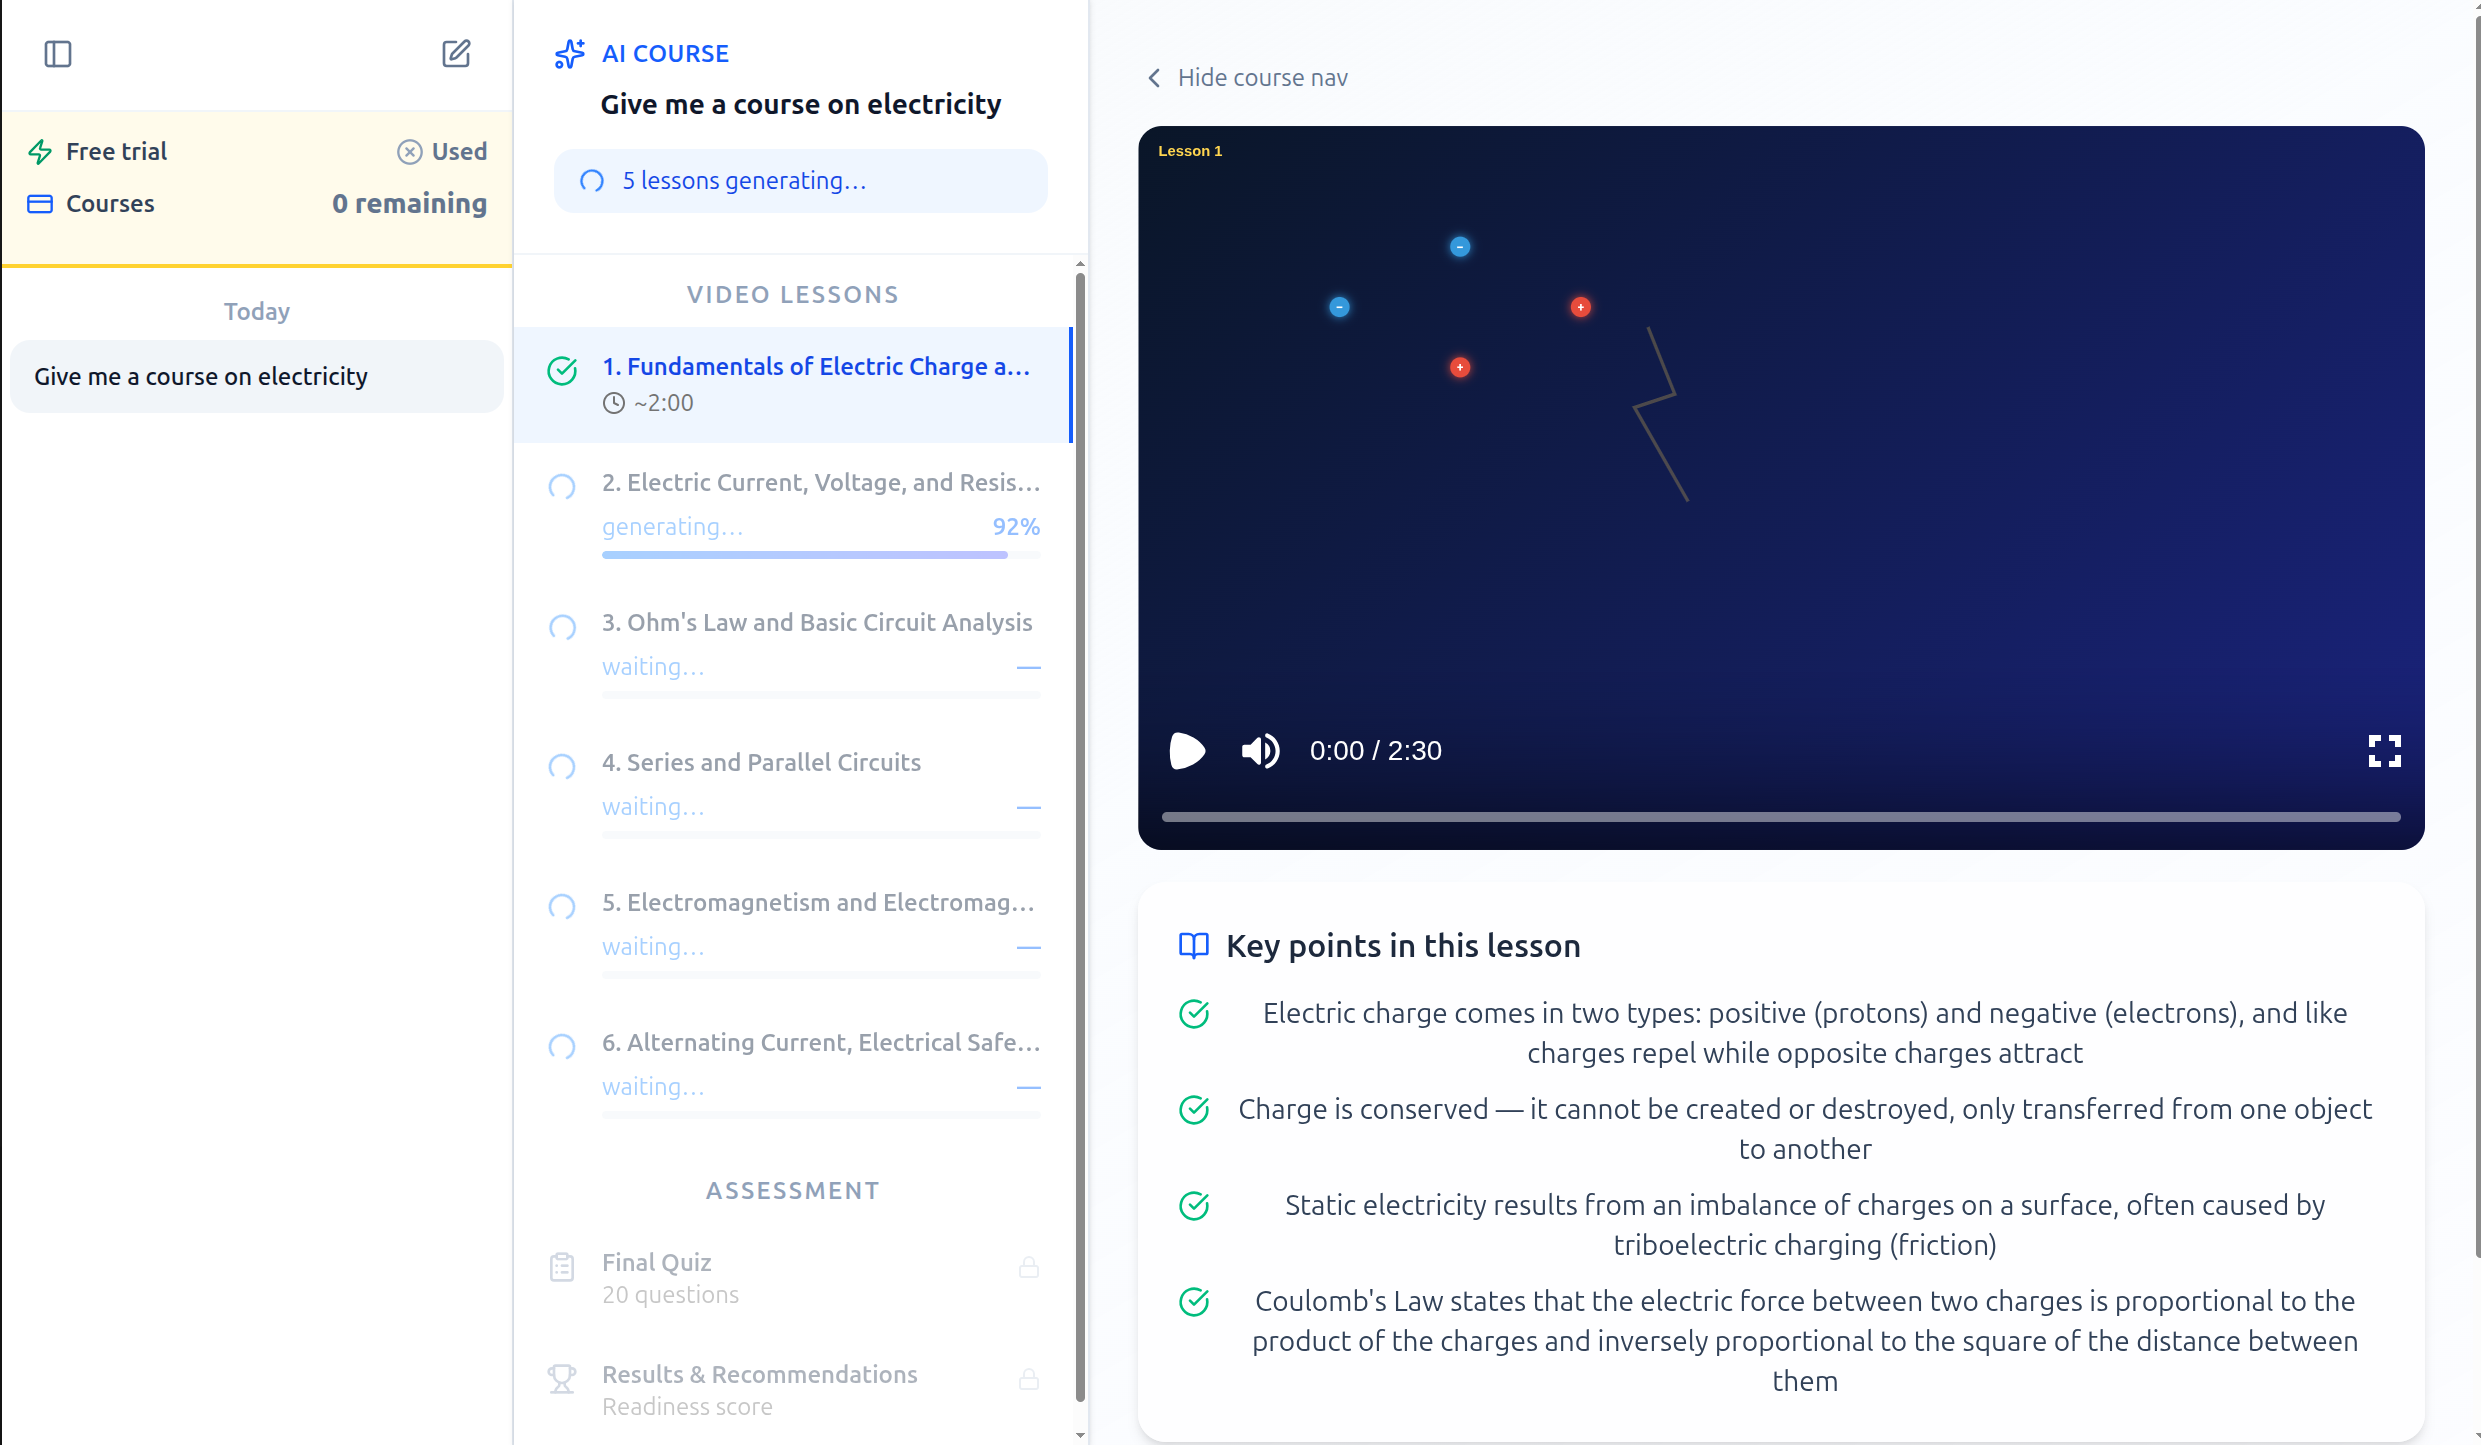 Free trial
Used
Courses
0 remaining
Today
Give me a course on electricity
AI COURSE
Give me a course on electricity
5 lessons generating…
VIDEO LESSONS
1. Fundamentals of Electric Charge a…
~2:00
2. Electric Current, Voltage, and Resis…
generating…
92%
3. Ohm's Law and Basic Circuit Analysis
waiting…
—
4. Series and Parallel Circuits
waiting…
—
5. Electromagnetism and Electromag…
waiting…
—
6. Alternating Current, Electrical Safe…
waiting…
—
ASSESSMENT
Final Quiz
20 questions
Results & Recommendations
Readiness score
Hide course nav
Lesson 1
−
−
+
+
0:00 / 2:30
Key points in this lesson
Electric charge comes in two types: positive (protons) and negative (electrons), and like
charges repel while opposite charges attract
Charge is conserved — it cannot be created or destroyed, only transferred from one object
to another
Static electricity results from an imbalance of charges on a surface, often caused by
triboelectric charging (friction)
Coulomb's Law states that the electric force between two charges is proportional to the
product of the charges and inversely proportional to the square of the distance between
them